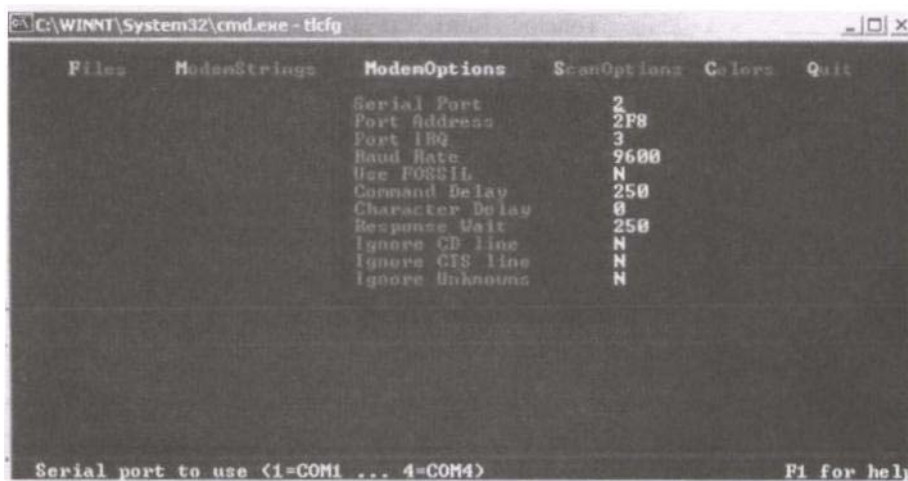 C:\WINNT\System32\cmd.exe - tlcfg
Files ModemStrings ModemOptions ScanOptions Colors Quit
Serial Port 2
Port Address 2F8
Port IRQ 3
Baud Rate 9600
Use FOSSIL N
Command Delay 250
Character Delay 0
Response Wait 250
Ignore CD line N
Ignore CTS line N
Ignore Unknowns N
Serial port to use (1=COM1 ... 4=COM4) F1 for help